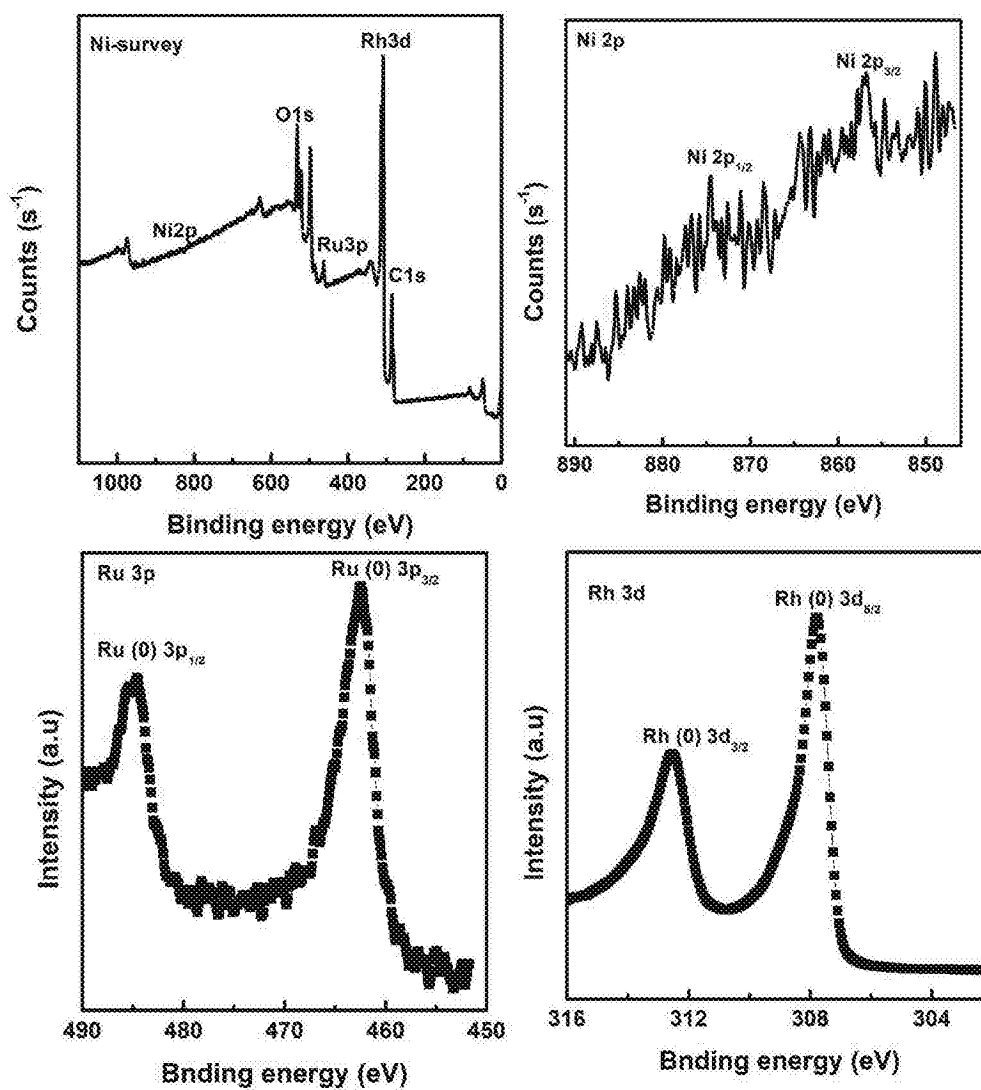 Ni-survey
Rh3d
O1s
Ni2p
Ru3p
C1s
Counts (s⁻¹)
1000 800 600 400 200 0
Binding energy (eV)
Ni 2p
Ni 2p₃/₂
Ni 2p₁/₂
Counts (s⁻¹)
890 880 870 860 850
Binding energy (eV)
Ru 3p
Ru (0) 3p₃/₂
Ru (0) 3p₁/₂
Intensity (a.u)
490 480 470 460 450
Bnding energy (eV)
Rh 3d
Rh (0) 3d₅/₂
Rh (0) 3d₃/₂
Intensity (a.u)
316 312 308 304
Bnding energy (eV)